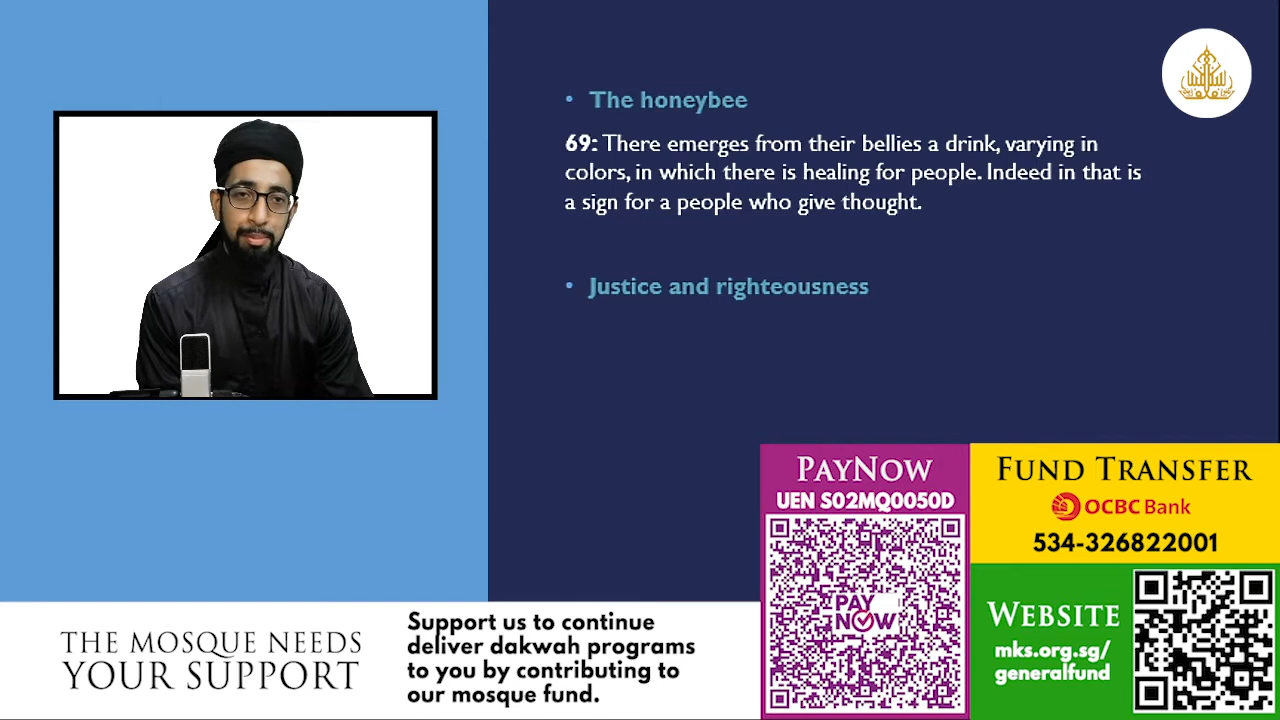 • The honeybee
69: There emerges from their bellies a drink, varying in
colors, in which there is healing for people. Indeed in that is
a sign for a people who give thought.
• Justice and righteousness
PAYNOW
UEN S02MQ0050D
PAY
NOW
FUND TRANSFER
OCBC Bank
534-326822001
WEBSITE
mks.org.sg/
generalfund
THE MOSQUE NEEDS
YOUR SUPPORT
Support us to continue
deliver dakwah programs
to you by contributing to
our mosque fund.